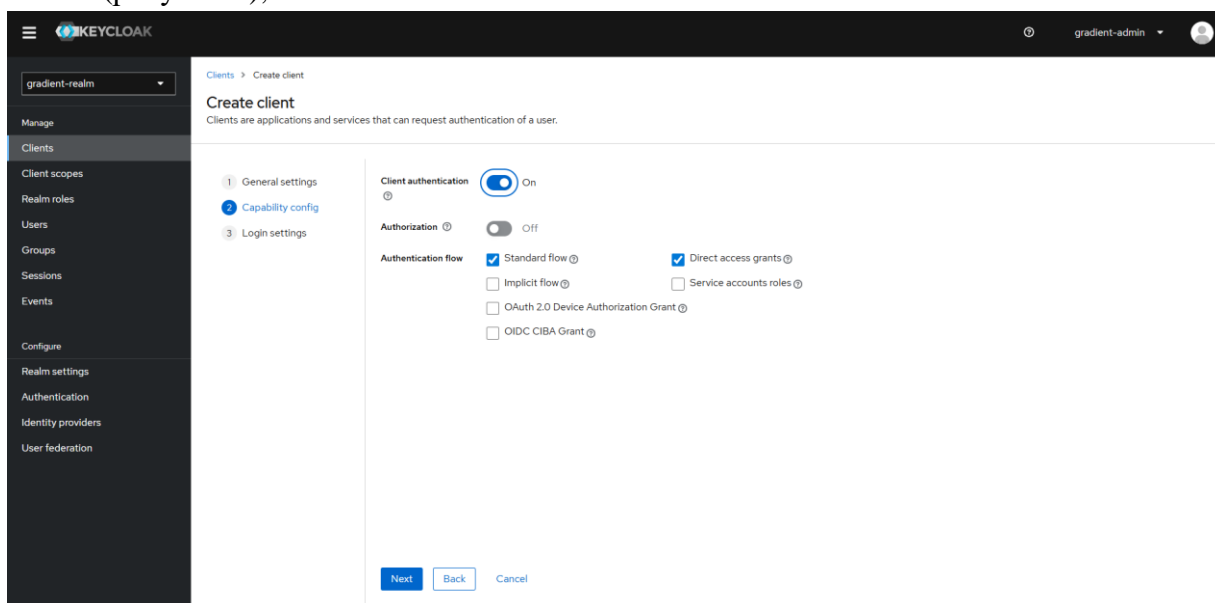 KEYCLOAK
gradient-admin
gradient-realm
Manage
Clients
Client scopes
Realm roles
Users
Groups
Sessions
Events
Configure
Realm settings
Authentication
Identity providers
User federation
Clients > Create client
Create client
Clients are applications and services that can request authentication of a user.
1 General settings
2 Capability config
3 Login settings
Client authentication On
Authorization Off
Authentication flow Standard flow Direct access grants
Implicit flow Service accounts roles
OAuth 2.0 Device Authorization Grant
OIDC CIBA Grant
Next Back Cancel